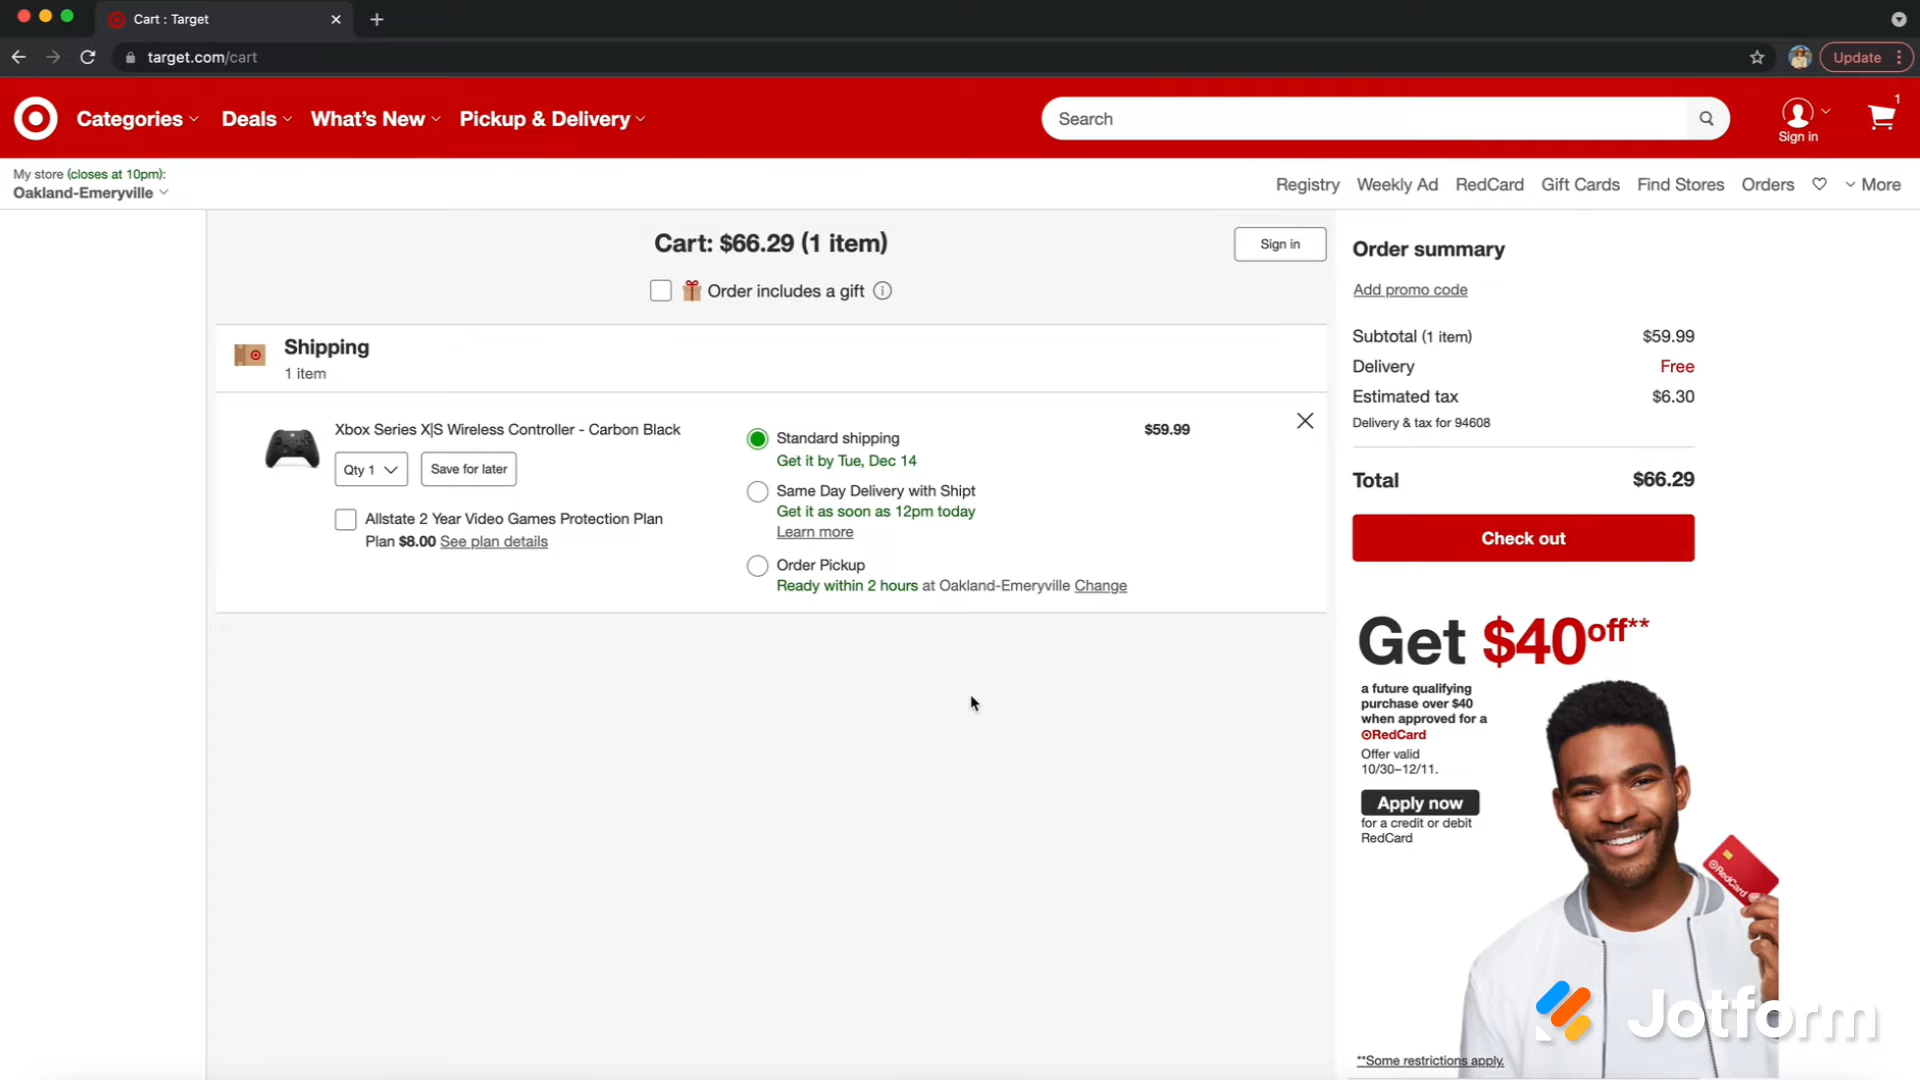 Cart : Target
target.com/cart
Update
Categories
Deals
What's New
Pickup & Delivery
Search
Sign in
1
My store (closes at 10pm):
Oakland-Emeryville
Registry
Weekly Ad
RedCard
Gift Cards
Find Stores
Orders
More
Cart: $66.29 (1 item)
Sign in
Order includes a gift
Shipping
1 item
Xbox Series X|S Wireless Controller - Carbon Black
Qty 1
Save for later
Allstate 2 Year Video Games Protection Plan
Plan $8.00 See plan details
Standard shipping
Get it by Tue, Dec 14
Same Day Delivery with Shipt
Get it as soon as 12pm today
Learn more
Order Pickup
Ready within 2 hours at Oakland-Emeryville Change
$59.99
Order summary
Add promo code
Subtotal (1 item) $59.99
Delivery Free
Estimated tax $6.30
Delivery & tax for 94608
Total $66.29
Check out
Get $40 off**
a future qualifying
purchase over $40
when approved for a
RedCard
Offer valid
10/30–12/11.
Apply now
for a credit or debit
RedCard
RedCard
**Some restrictions apply.
Jotform